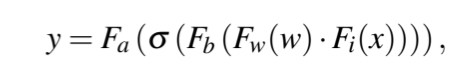 y = F_a (σ (F_b (F_w(w) · F_i(x)))) ,